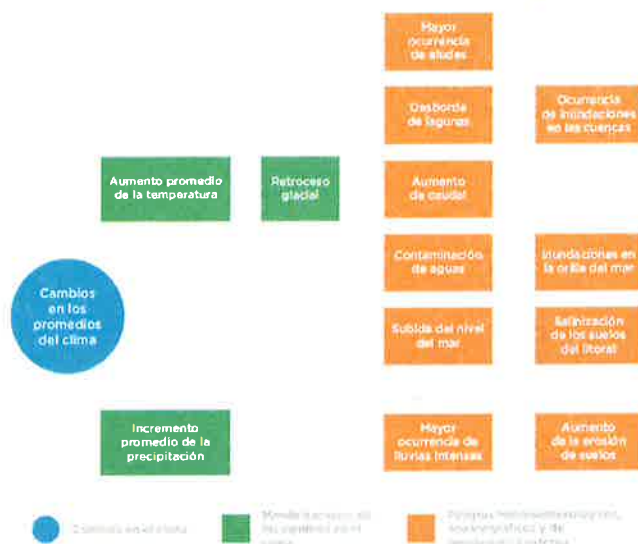 Mayor
ocurrencia
de aludes
Desborde
de lagunas
Ocurrencia
de inundaciones
en las cuencas
Aumento promedio
de la temperatura
Retroceso
glacial
Aumento
de caudal
Contaminación
de aguas
Inundaciones en
la orilla del mar
Cambios
en los
promedios
del clima
Subida del nivel
del mar
Salinización
de los suelos
del litoral
Incremento
promedio de la
precipitación
Mayor
ocurrencia de
lluvias intensas
Aumento
de la erosión
de suelos